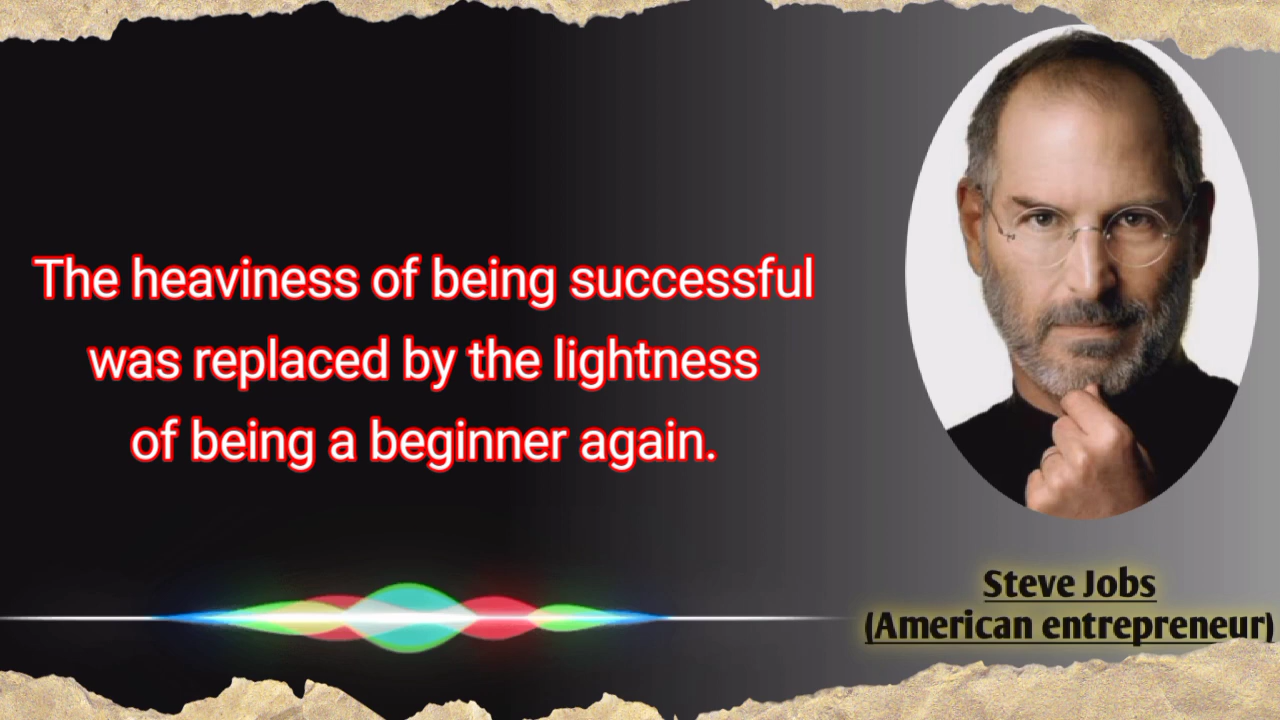 The heaviness of being successful
was replaced by the lightness
of being a beginner again.
Steve Jobs
(American entrepreneur)